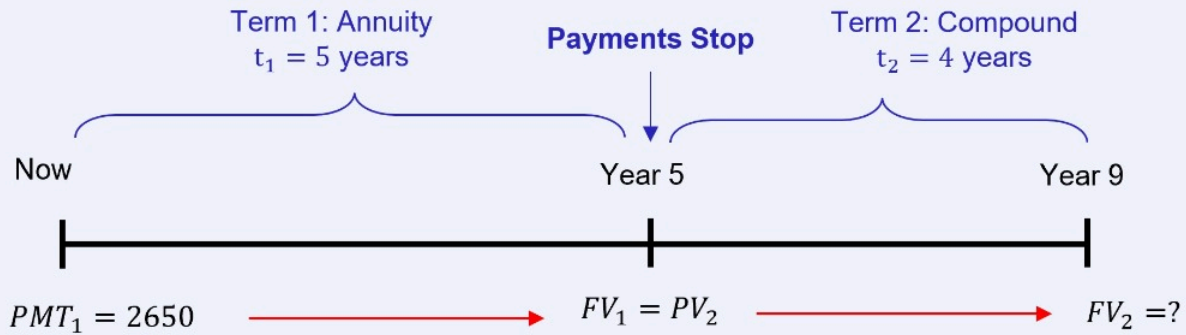 Term 1: Annuity
t₁ = 5 years
Payments Stop
Term 2: Compound
t₂ = 4 years
Now
Year 5
Year 9
PMT₁ = 2650
FV₁ = PV₂
FV₂ =?